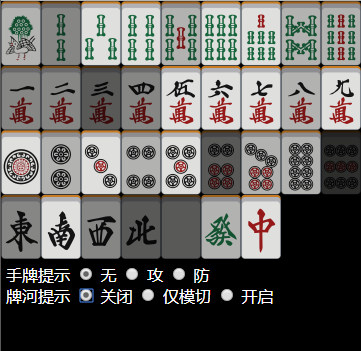 一 二 三 四 伍 六 七 八 九
萬 萬 萬 萬 萬 萬 萬 萬 萬
東 南 西 北 發 中
手牌提示 无 攻 防
牌河提示 关闭 仅模切 开启